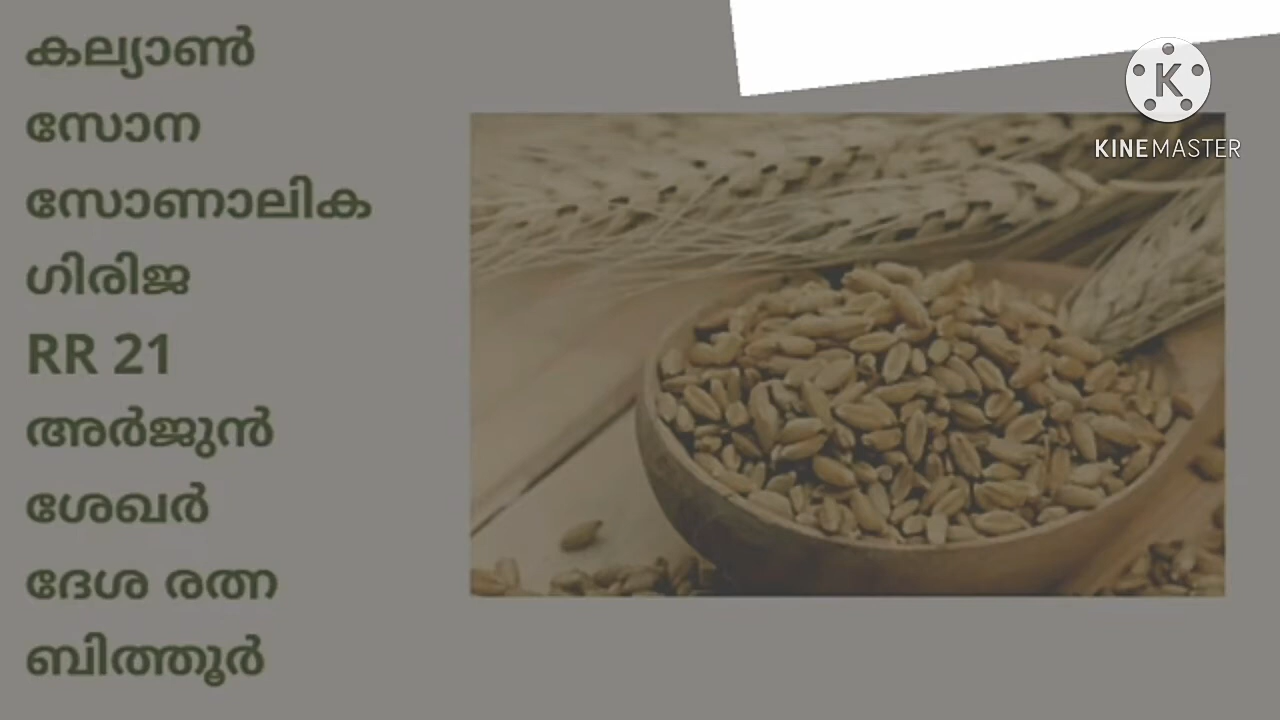 കല്യാൺ
സോന
സോണാലിക
ഗിരിജ
RR 21
അർജുൻ
ശേഖർ
ദേശ രത്ന
ബിത്തൂർ
K
KINEMASTER